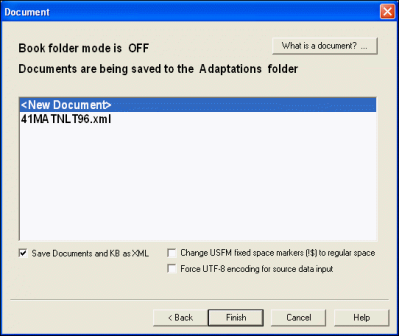 Document
Book folder mode is OFF
What is a document? ...
Documents are being saved to the Adaptations folder
<New Document>
41MATNLT96.xml
Save Documents and KB as XML
Change USFM fixed space markers (!$) to regular space
Force UTF-8 encoding for source data input
< Back
Finish
Cancel
Help